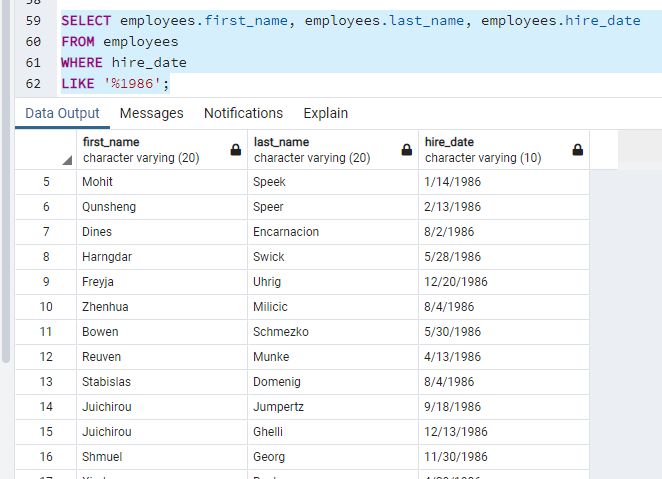 59 SELECT employees.first_name, employees.last_name, employees.hire_date
60 FROM employees
61 WHERE hire_date
62 LIKE '%1986';
Data Output Messages Notifications Explain
first_name last_name hire_date
character varying (20) character varying (20) character varying (10)
5 Mohit Speek 1/14/1986
6 Qunsheng Speer 2/13/1986
7 Dines Encarnacion 8/2/1986
8 Harngdar Swick 5/28/1986
9 Freyja Uhrig 12/20/1986
10 Zhenhua Milicic 8/4/1986
11 Bowen Schmezko 5/30/1986
12 Reuven Munke 4/13/1986
13 Stabislas Domenig 8/4/1986
14 Juichirou Jumpertz 9/18/1986
15 Juichirou Ghelli 12/13/1986
16 Shmuel Georg 11/30/1986